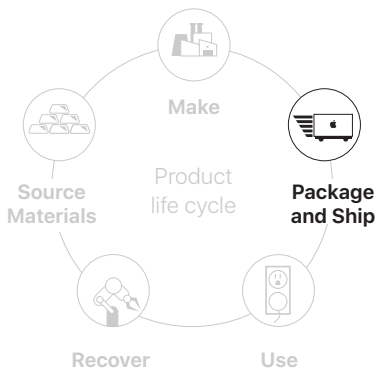 Make
Source
Materials
Product
life cycle
Package
and Ship
Recover
Use